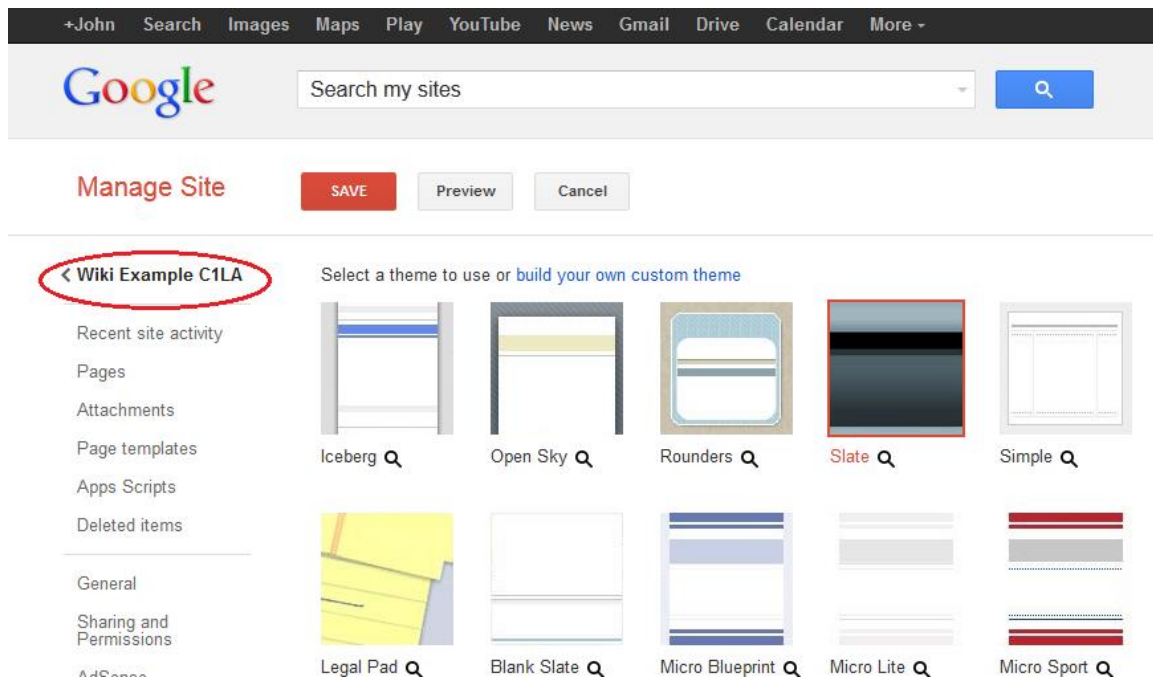 +John Search Images Maps Play YouTube News Gmail Drive Calendar More
Google
Search my sites
Manage Site
SAVE Preview Cancel
Wiki Example C1LA
Select a theme to use or build your own custom theme
Recent site activity
Pages
Attachments
Page templates
Apps Scripts
Deleted items
Iceberg Open Sky Rounders Slate Simple
General
Sharing and
Permissions
AdSense
Legal Pad Blank Slate Micro Blueprint Micro Lite Micro Sport